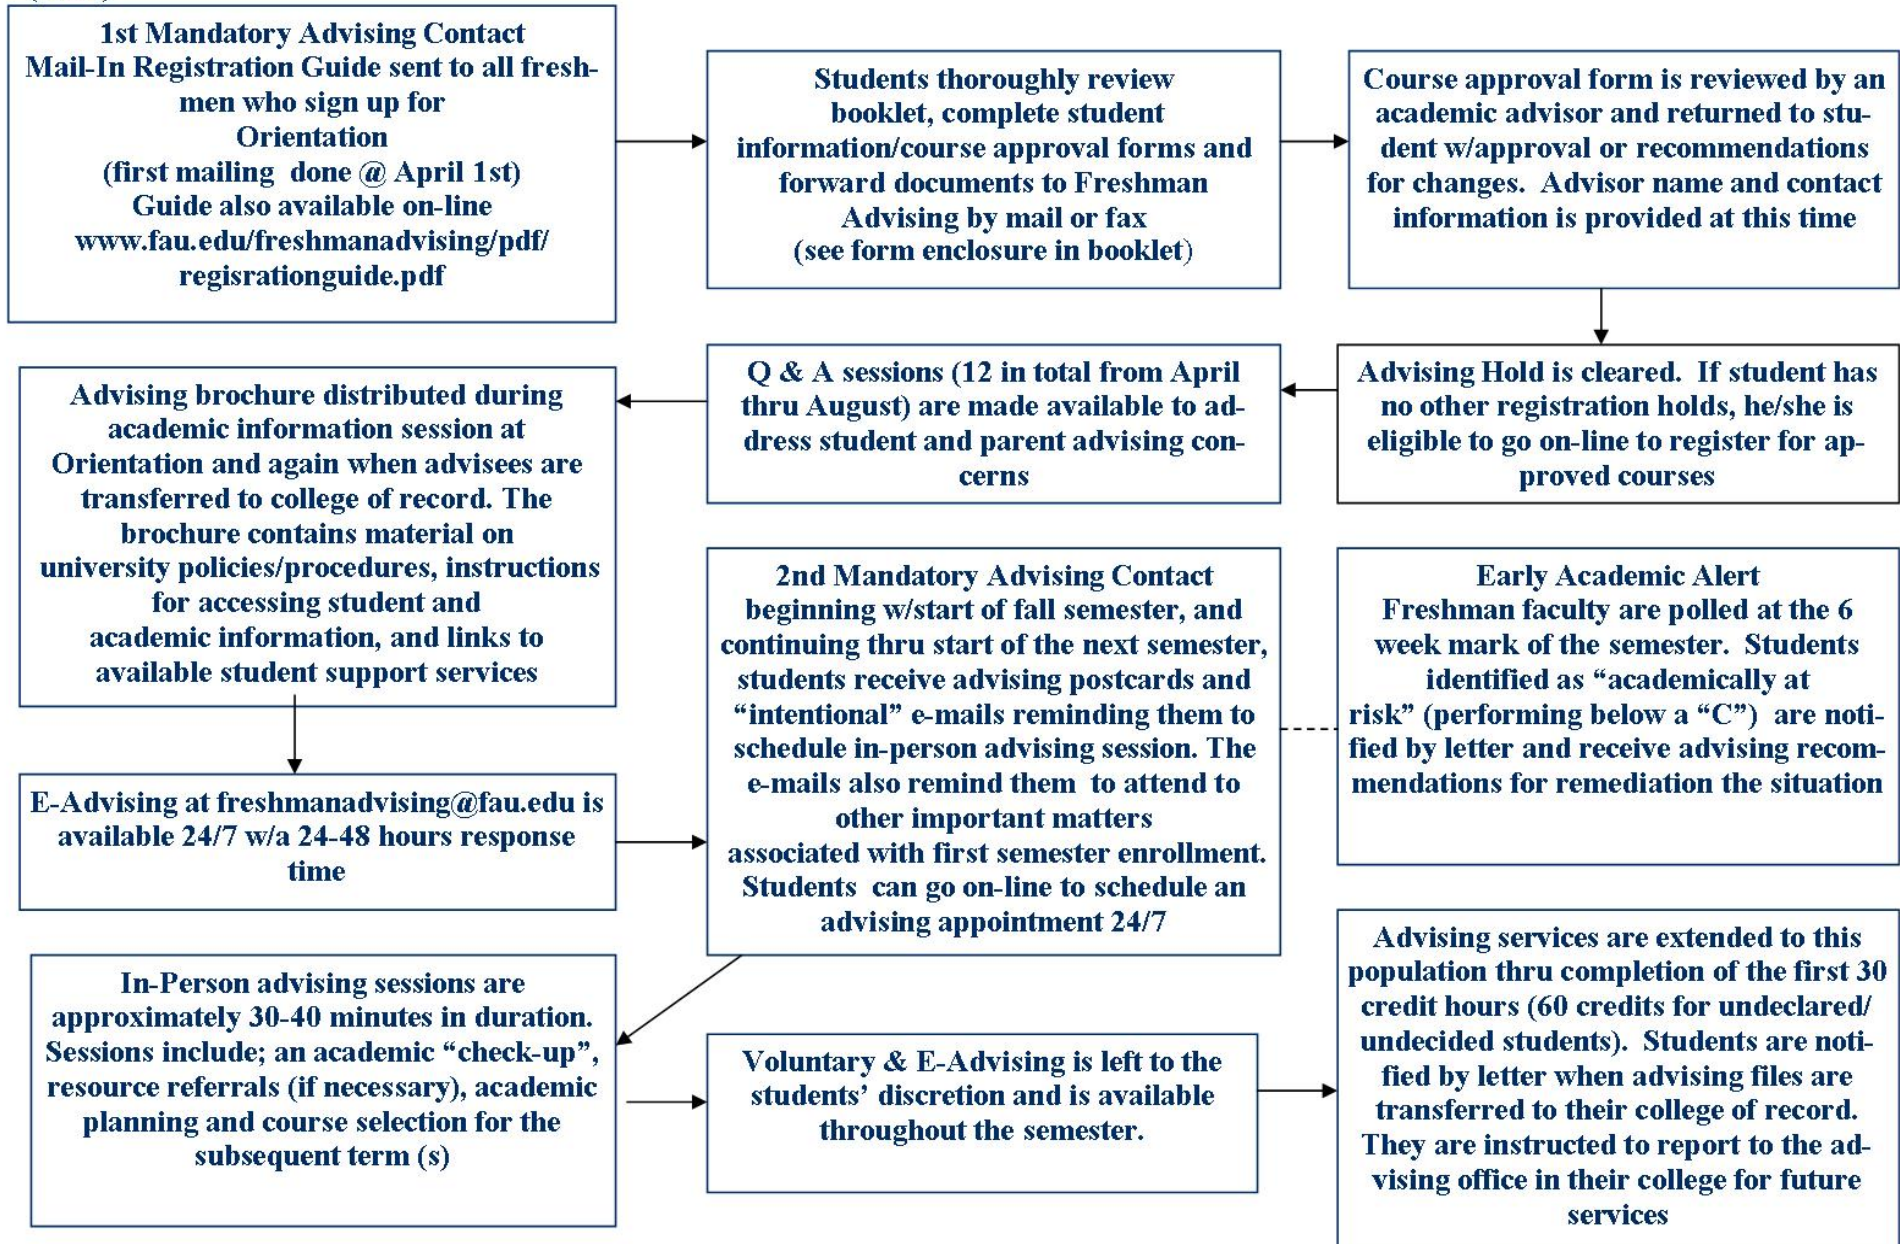 1st Mandatory Advising Contact
Mail-In Registration Guide sent to all fresh-
men who sign up for
Orientation
(first mailing done @ April 1st)
Guide also available on-line
www.fau.edu/freshmanadvising/pdf/
regisrationguide.pdf
Students thoroughly review
booklet, complete student
information/course approval forms and
forward documents to Freshman
Advising by mail or fax
(see form enclosure in booklet)
Course approval form is reviewed by an
academic advisor and returned to stu-
dent w/approval or recommendations
for changes. Advisor name and contact
information is provided at this time
Advising Hold is cleared. If student has
no other registration holds, he/she is
eligible to go on-line to register for ap-
proved courses
Q & A sessions (12 in total from April
thru August) are made available to ad-
dress student and parent advising con-
cerns
Advising brochure distributed during
academic information session at
Orientation and again when advisees are
transferred to college of record. The
brochure contains material on
university policies/procedures, instructions
for accessing student and
academic information, and links to
available student support services
E-Advising at freshmanadvising@fau.edu is
available 24/7 w/a 24-48 hours response
time
2nd Mandatory Advising Contact
beginning w/start of fall semester, and
continuing thru start of the next semester,
students receive advising postcards and
“intentional” e-mails reminding them to
schedule in-person advising session. The
e-mails also remind them to attend to
other important matters
associated with first semester enrollment.
Students can go on-line to schedule an
advising appointment 24/7
Early Academic Alert
Freshman faculty are polled at the 6
week mark of the semester. Students
identified as “academically at
risk” (performing below a “C”) are noti-
fied by letter and receive advising recom-
mendations for remediation the situation
In-Person advising sessions are
approximately 30-40 minutes in duration.
Sessions include; an academic “check-up”,
resource referrals (if necessary), academic
planning and course selection for the
subsequent term (s)
Voluntary & E-Advising is left to the
students’ discretion and is available
throughout the semester.
Advising services are extended to this
population thru completion of the first 30
credit hours (60 credits for undeclared/
undecided students). Students are noti-
fied by letter when advising files are
transferred to their college of record.
They are instructed to report to the ad-
vising office in their college for future
services